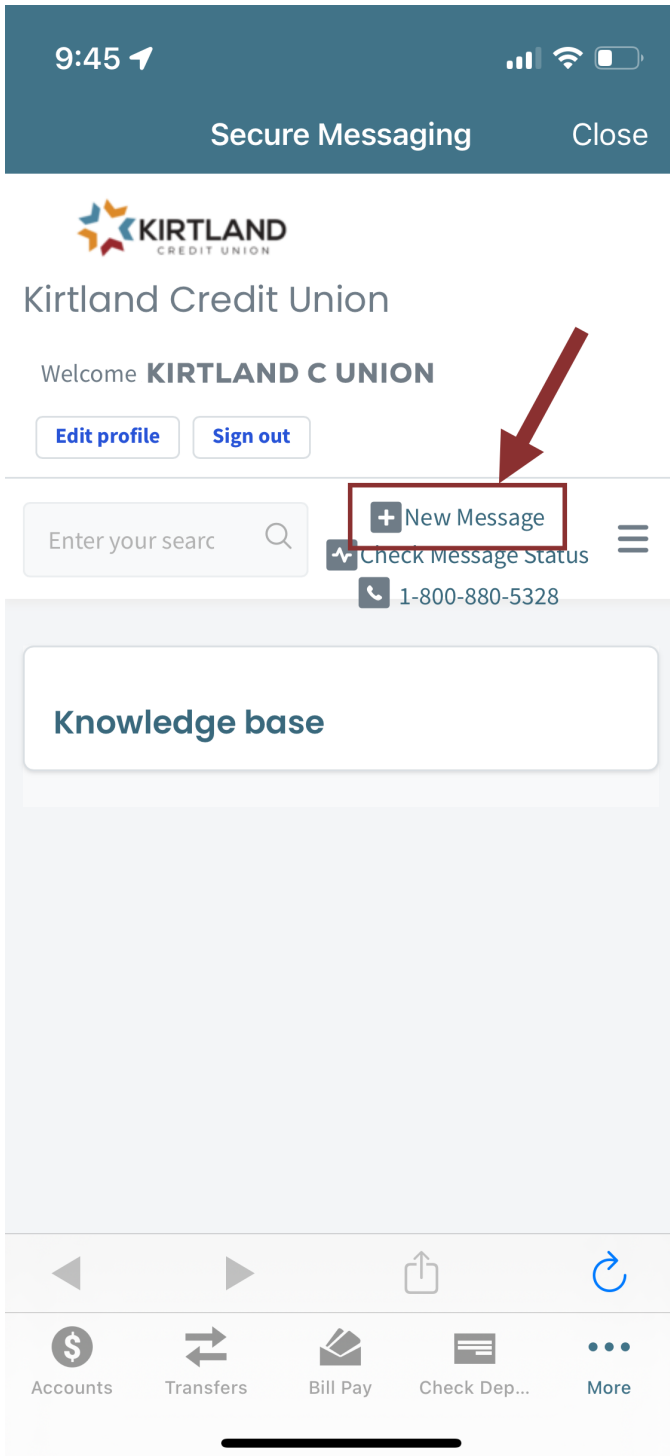 9:45
Secure Messaging Close
KIRTLAND
CREDIT UNION
Kirtland Credit Union
Welcome KIRTLAND C UNION
Edit profile Sign out
Enter your searc
New Message
Check Message Status
1-800-880-5328
Knowledge base
Accounts Transfers Bill Pay Check Dep... More